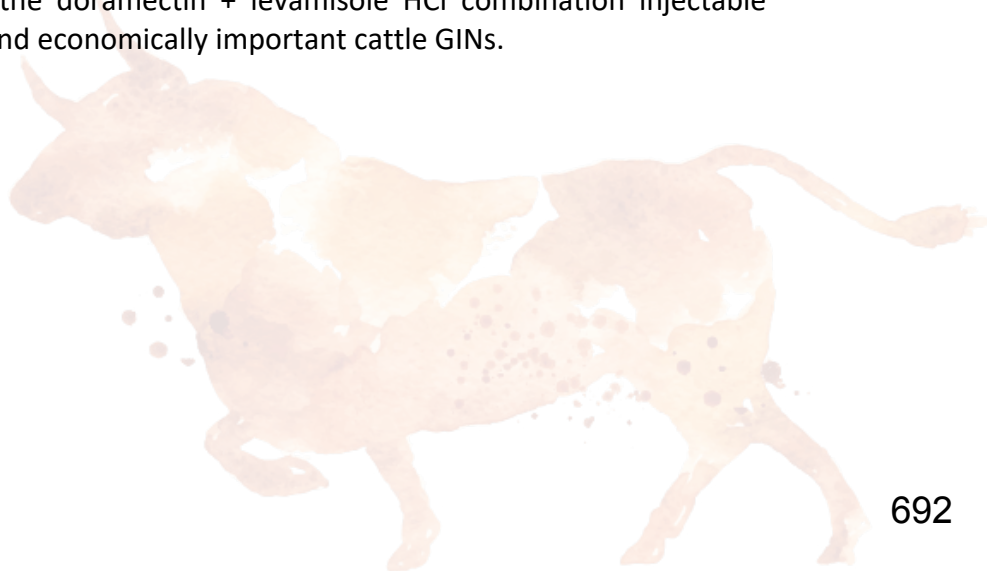 the doramectin + levamisole HCl combination injectable
nd economically important cattle GINs.
692